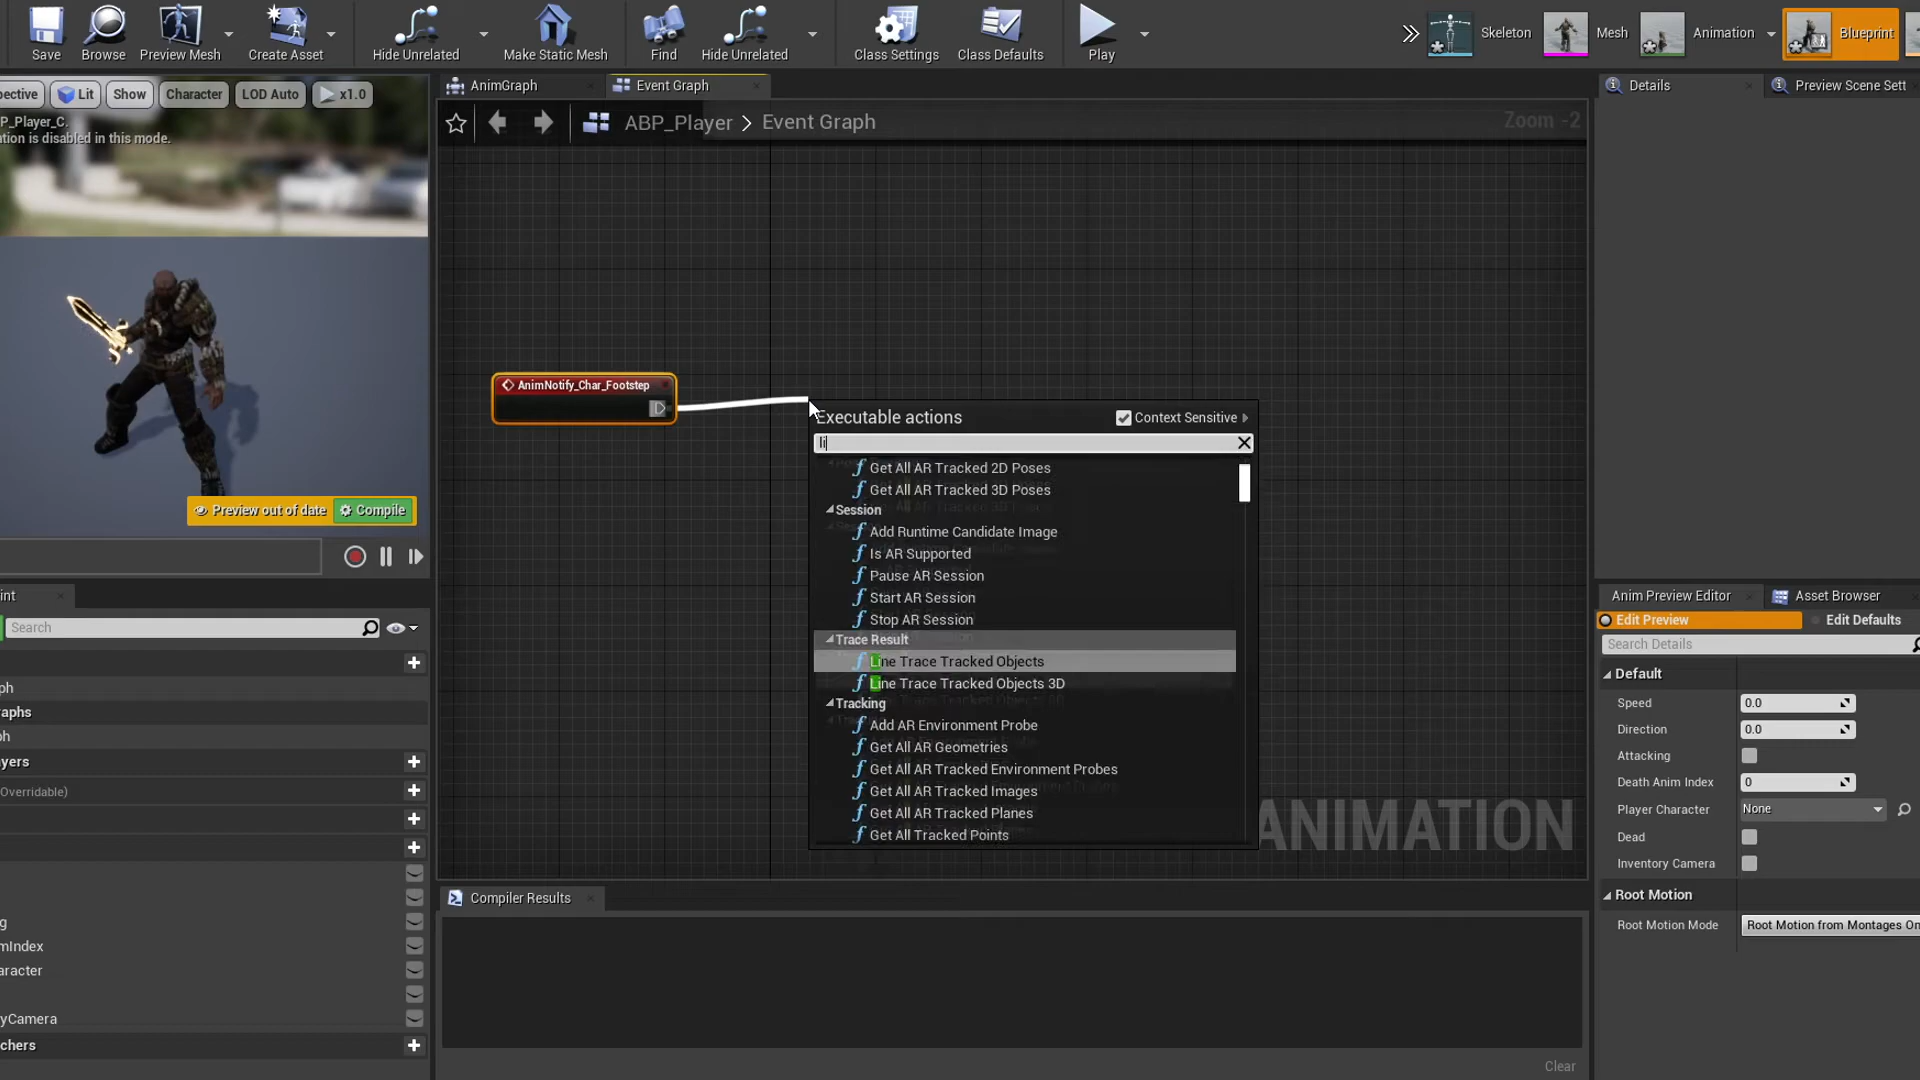 Save
Browse
Preview Mesh
Create Asset
Hide Unrelated
Make Static Mesh
Find
Hide Unrelated
Class Settings
Class Defaults
Play
Skeleton
Mesh
Animation
Blueprint
pective
Lit
Show
Character
LOD Auto
x1.0
P_Player_C.
tion is disabled in this mode.
Preview out of date
Compile
AnimGraph
Event Graph
ABP_Player > Event Graph
Zoom -2
AnimNotify_Char_Footstep
Executable actions
Context Sensitive
li
Get All AR Tracked 2D Poses
Get All AR Tracked 3D Poses
Session
Add Runtime Candidate Image
Is AR Supported
Pause AR Session
Start AR Session
Stop AR Session
Trace Result
Line Trace Tracked Objects
Line Trace Tracked Objects 3D
Tracking
Add AR Environment Probe
Get All AR Geometries
Get All AR Tracked Environment Probes
Get All AR Tracked Images
Get All AR Tracked Planes
Get All Tracked Points
ANIMATION
Compiler Results
Clear
int
Search
ph
raphs
ph
ayers
(Overridable)
g
mIndex
aracter
yCamera
chers
Details
Preview Scene Sett
Anim Preview Editor
Asset Browser
Edit Preview
Edit Defaults
Search Details
Default
Speed
0.0
Direction
0.0
Attacking
Death Anim Index
0
Player Character
None
Dead
Inventory Camera
Root Motion
Root Motion Mode
Root Motion from Montages On